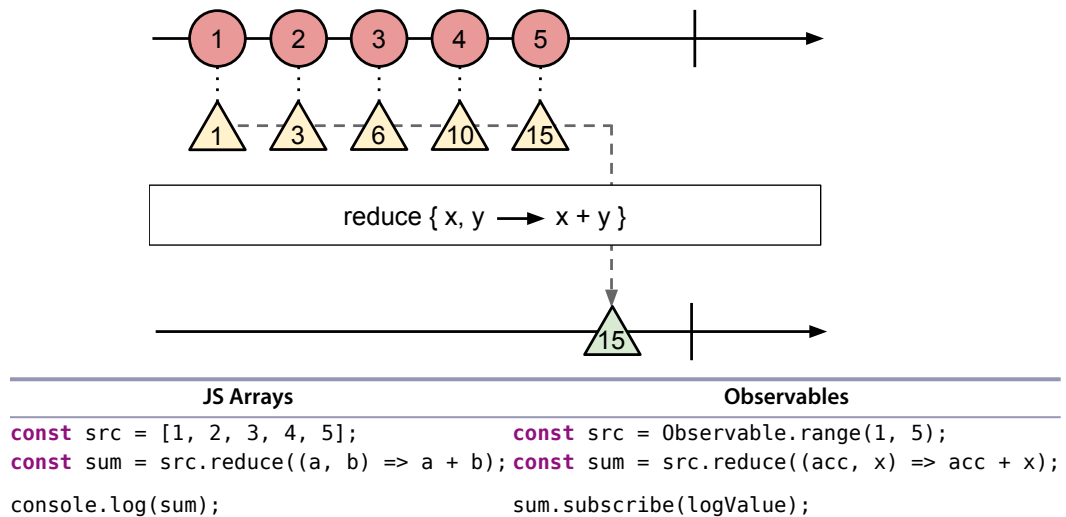 1 2 3 4 5
1 3 6 10 15
reduce { x, y ⟶ x + y }
15
JS Arrays Observables
const src = [1, 2, 3, 4, 5]; const src = Observable.range(1, 5);
const sum = src.reduce((a, b) => a + b); const sum = src.reduce((acc, x) => acc + x);
console.log(sum); sum.subscribe(logValue);